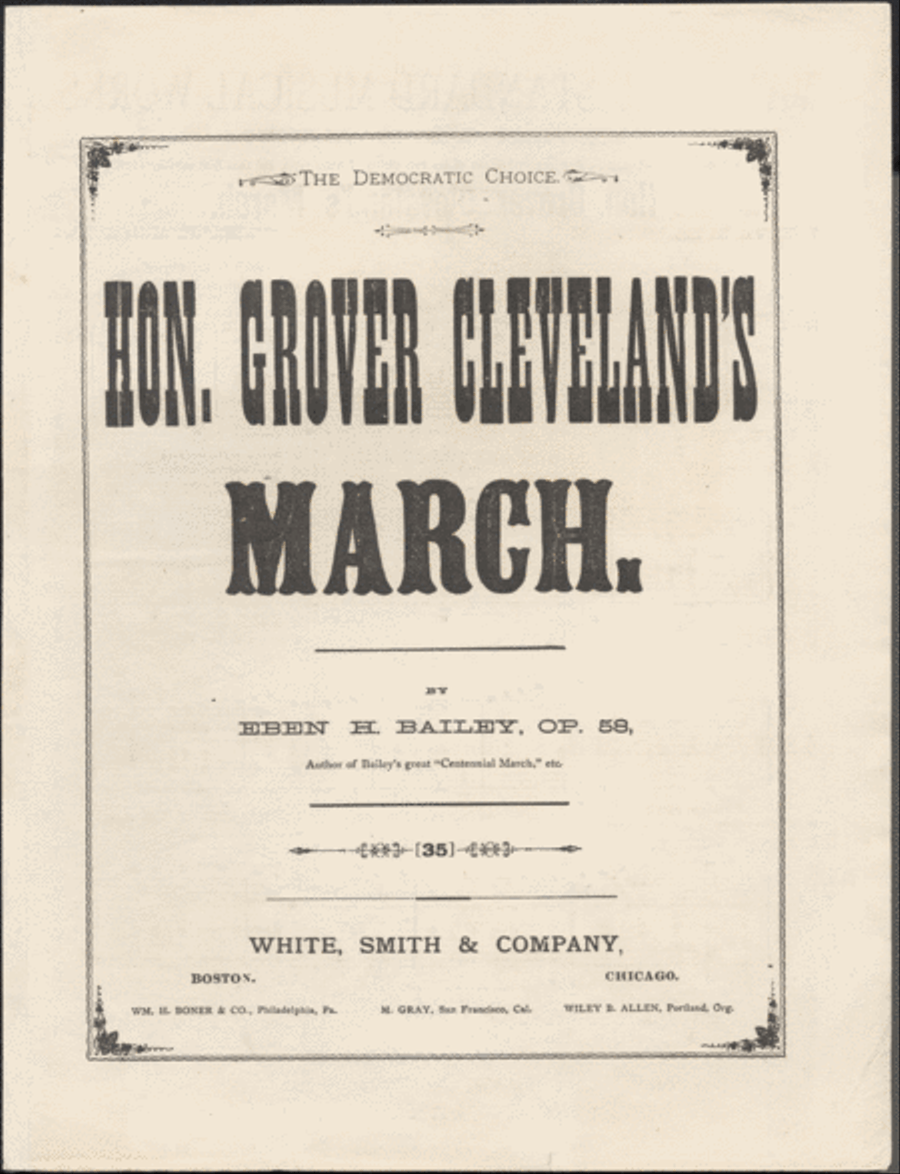 The Democratic Choice.
HON. GROVER CLEVELAND'S
MARCH.
BY
EBEN H. BAILEY, OP. 58,
Author of Bailey's great "Centennial March," etc.
[35]
WHITE, SMITH & COMPANY,
BOSTON. CHICAGO.
WM. H. BONER & CO., Philadelphia, Pa. M. GRAY, San Francisco, Cal. WILEY B. ALLEN, Portland, Org.